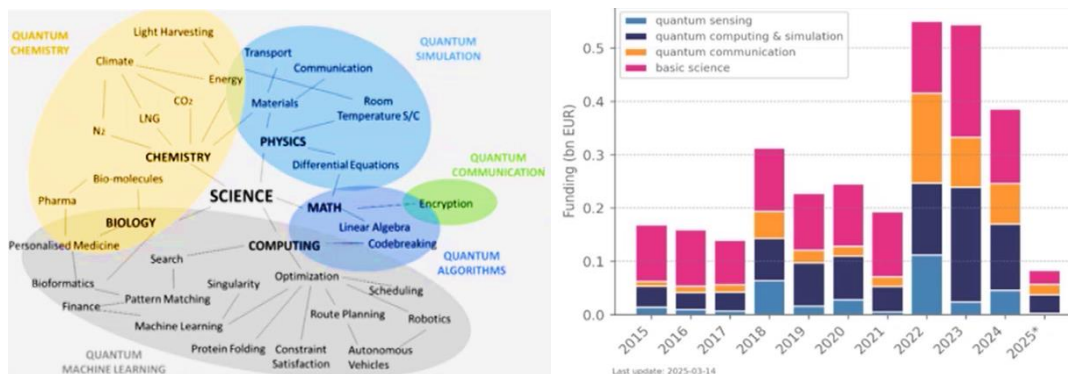 QUANTUM
CHEMISTRY
Light Harvesting
Climate
Energy
CO₂
LNG
N₂
CHEMISTRY
Bio-molecules
Pharma
BIOLOGY
Personalised Medicine
Transport
Communication
Materials
Room
Temperature S/C
PHYSICS
Differential Equations
QUANTUM
SIMULATION
QUANTUM
COMMUNICATION
Encryption
SCIENCE
MATH
Linear Algebra
Codebreaking
QUANTUM
ALGORITHMS
COMPUTING
Search
Optimization
Bioformatics
Singularity
Scheduling
Finance
Pattern Matching
Route Planning
Robotics
Machine Learning
Protein Folding
Constraint
Satisfaction
Autonomous
Vehicles
QUANTUM
MACHINE LEARNING
quantum sensing
quantum computing & simulation
quantum communication
basic science
Funding (bn EUR)
0.5
0.4
0.3
0.2
0.1
0.0
2015
2016
2017
2018
2019
2020
2021
2022
2023
2024
2025*
Last update: 2025-03-14